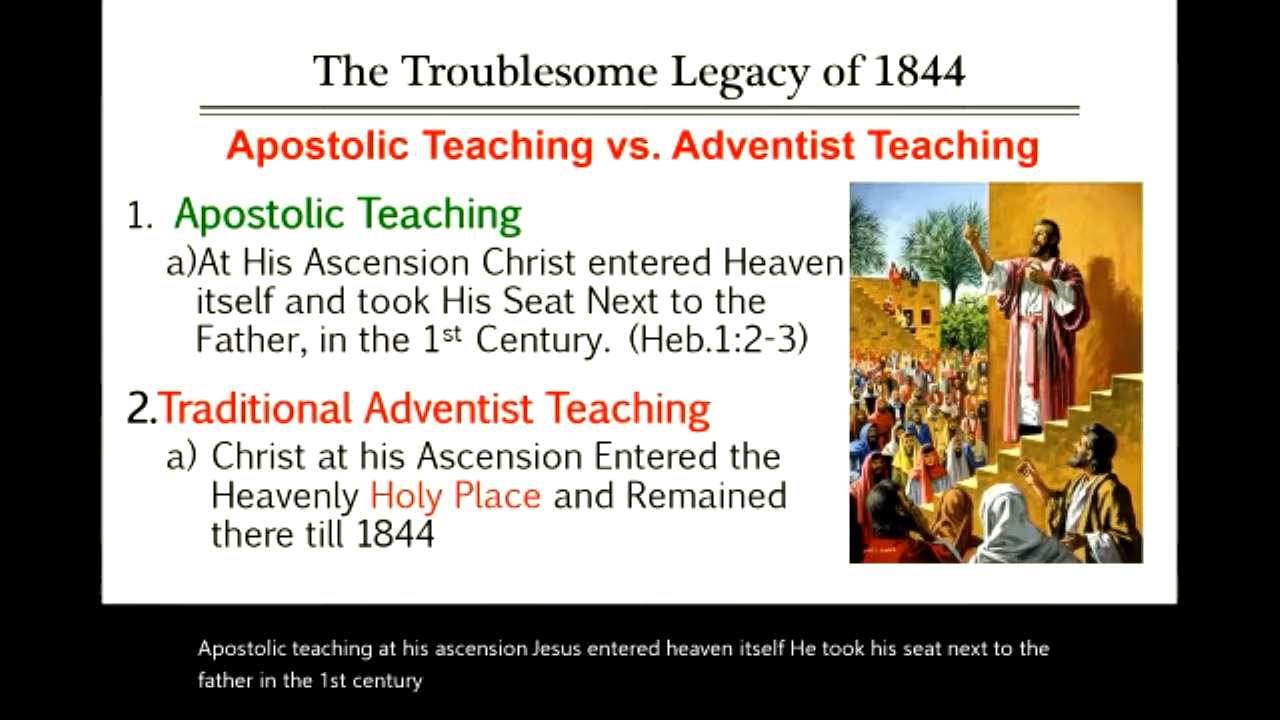 The Troublesome Legacy of 1844
Apostolic Teaching vs. Adventist Teaching
1. Apostolic Teaching
a)At His Ascension Christ entered Heaven
itself and took His Seat Next to the
Father, in the 1st Century. (Heb.1:2-3)
2.Traditional Adventist Teaching
a) Christ at his Ascension Entered the
Heavenly Holy Place and Remained
there till 1844
Apostolic teaching at his ascension Jesus entered heaven itself He took his seat next to the
father in the 1st century